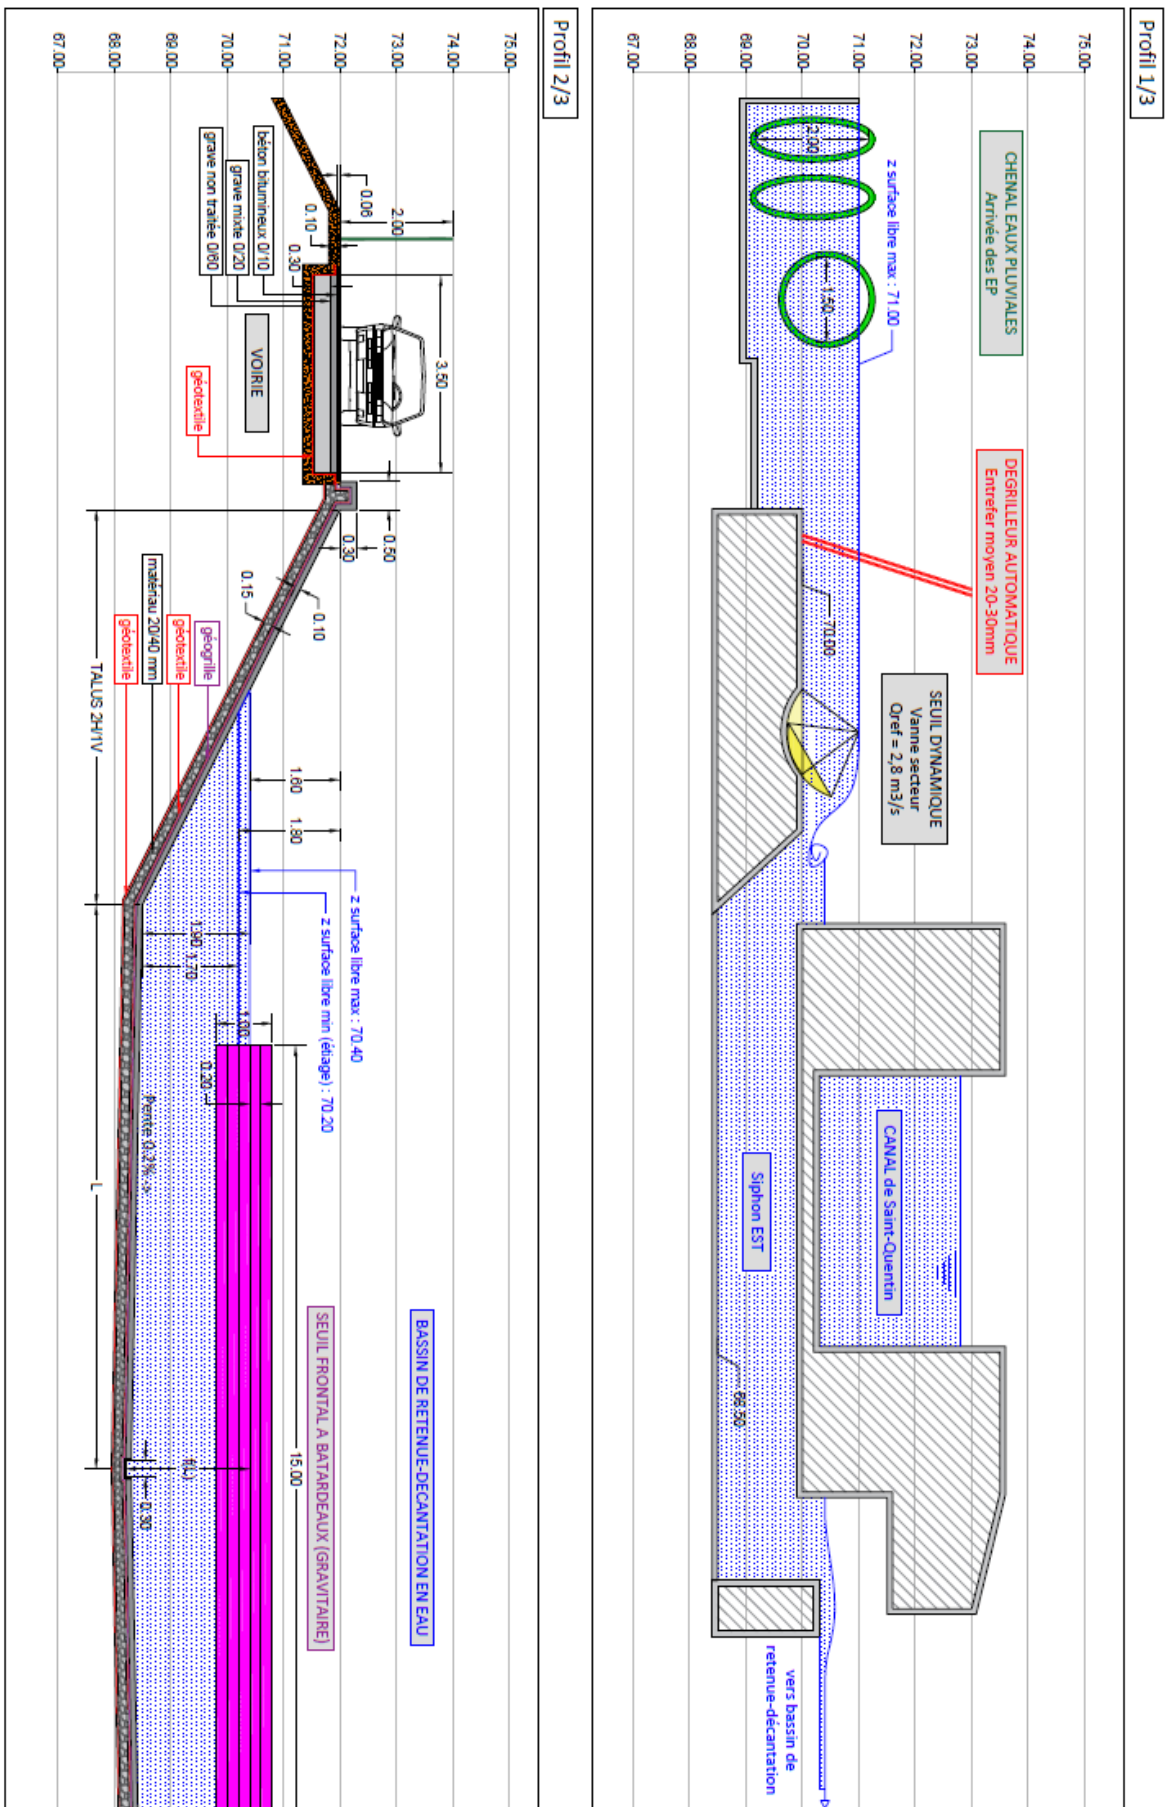 Profil 1/3
75.00
74.00
73.00
72.00
71.00
70.00
69.00
68.00
67.00
CHENAL EAUX PLUVIALES
Arrivée des EP
z surface libre max : 71.00
2.00
1.50
DEGRILLEUR AUTOMATIQUE
Entrefer moyen 20-30mm
70.00
SEUIL DYNAMIQUE
Vanne secteur
Qref = 2,8 m3/s
CANAL de Saint-Quentin
Siphon EST
68.50
vers bassin de
retenue-décantation
Profil 2/3
75.00
74.00
73.00
72.00
71.00
70.00
69.00
68.00
67.00
2.00
0.06
0.10
0.30
3.50
béton bitumineux 0/10
grave mixte 0/20
grave non traitée 0/60
VOIRIE
géotextile
0.50
0.30
0.10
0.15
géogrille
géotextile
matériau 20/40 mm
géotextile
TALUS 2H/1V
1.60
1.80
z surface libre max : 70.40
z surface libre min (étiage) : 70.20
1.90
1.70
1.00
0.20
15.00
Pente 0.2% >
L
f(L)
0.30
BASSIN DE RETENUE-DECANTATION EN EAU
SEUIL FRONTAL A BATARDEAUX (GRAVITAIRE)